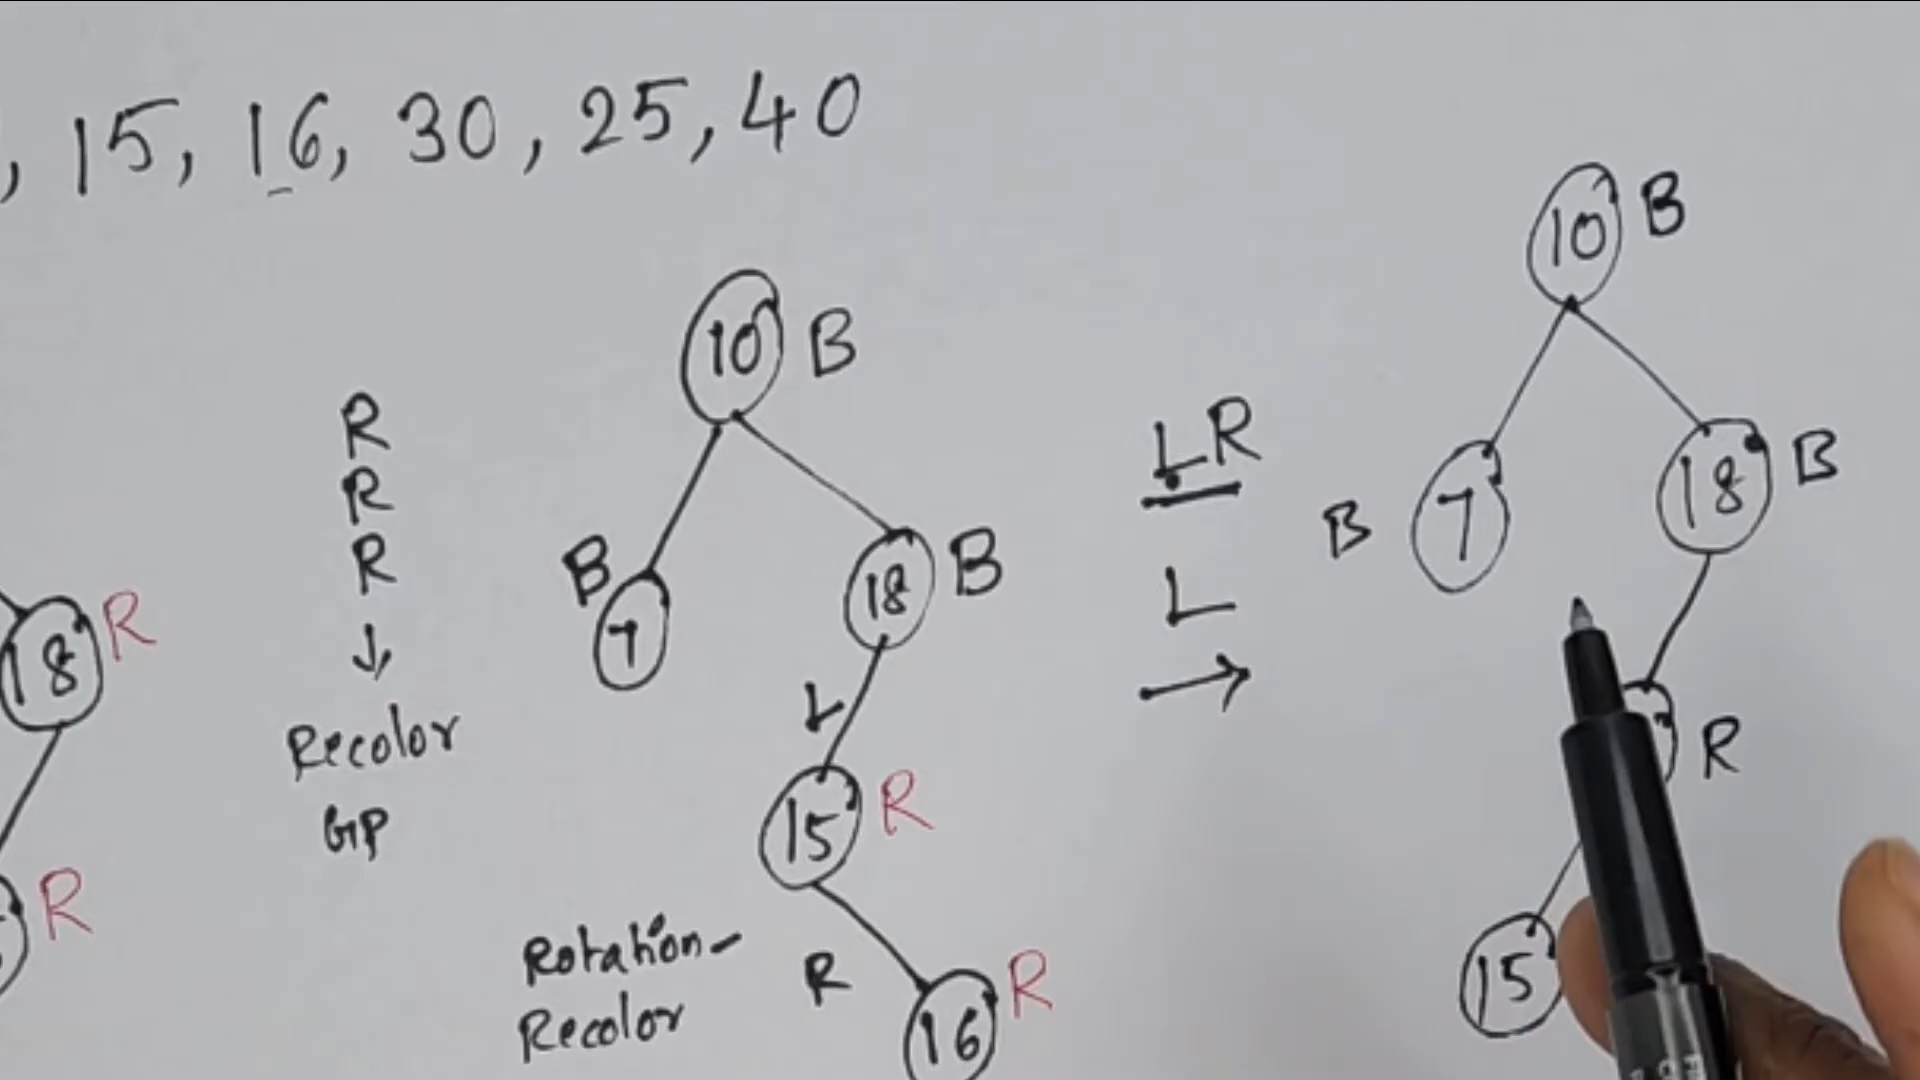 , 15, 16, 30, 25, 40
18 R
R
R
R
R
↓
Recolor
GP
10 B
B
7
18 B
L
15 R
R
16 R
Rotation-
Recolor
LR
L
→
10 B
B 7
18 B
R
15